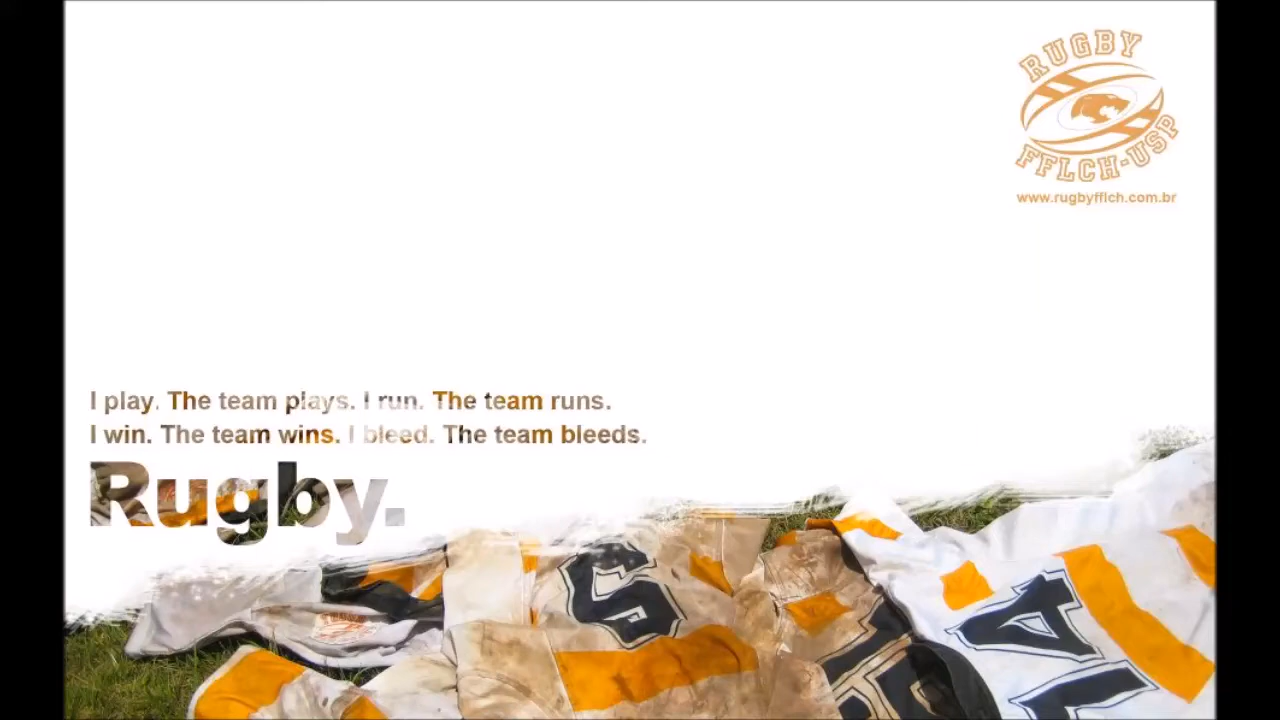 RUGBY
FFLCH-USP
www.rugbyfflch.com.br
I play. The team plays. I run. The team runs.
I win. The team wins. I bleed. The team bleeds.
Rugby.